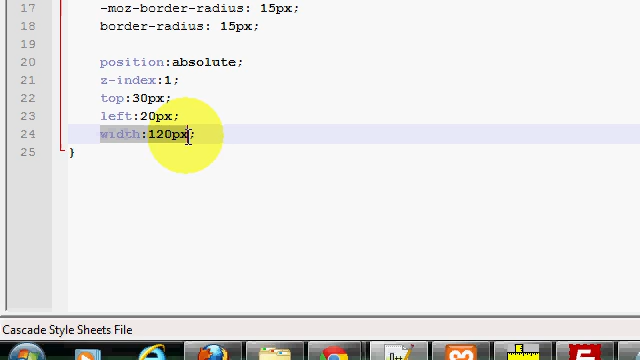 17 -moz-border-radius: 15px;
18 border-radius: 15px;
19
20 position:absolute;
21 z-index:1;
22 top:30px;
23 left:20px;
24 width:120px;
25 }
Cascade Style Sheets File